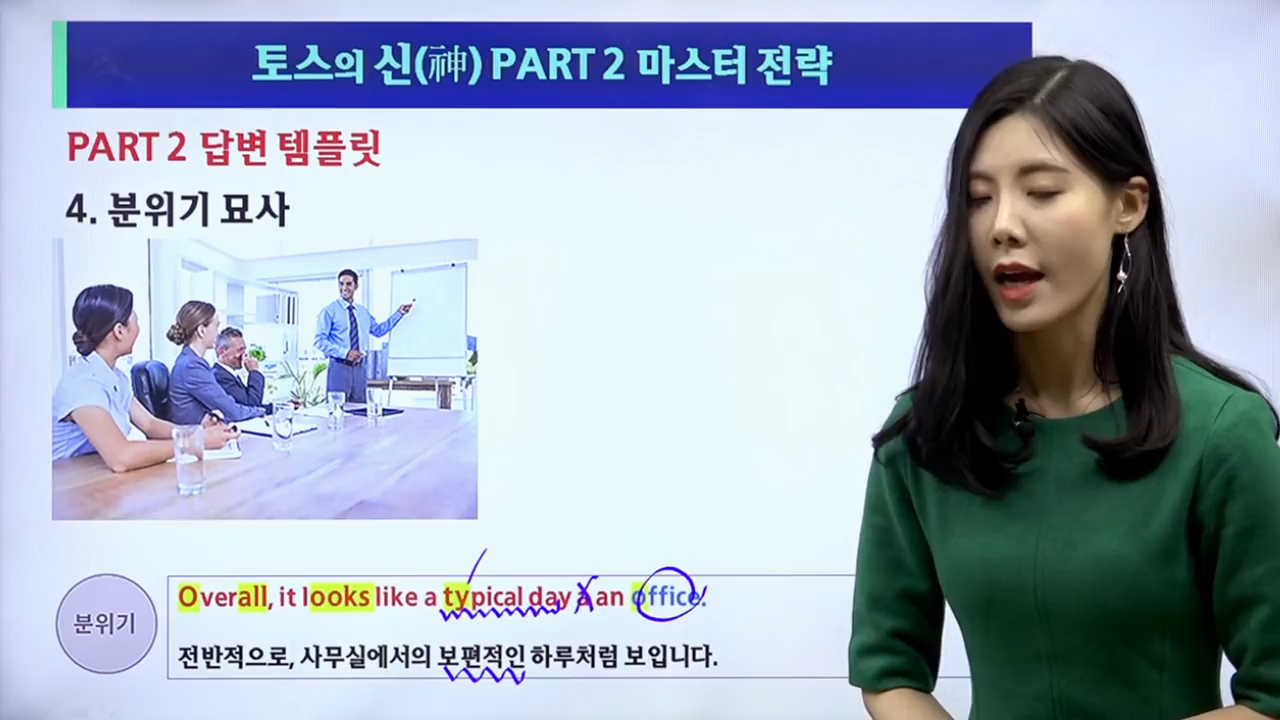 토스의 신(神) PART 2 마스터 전략
PART 2 답변 템플릿
4. 분위기 묘사
분위기
Overall, it looks like a typical day a an office.
전반적으로, 사무실에서의 보편적인 하루처럼 보입니다.